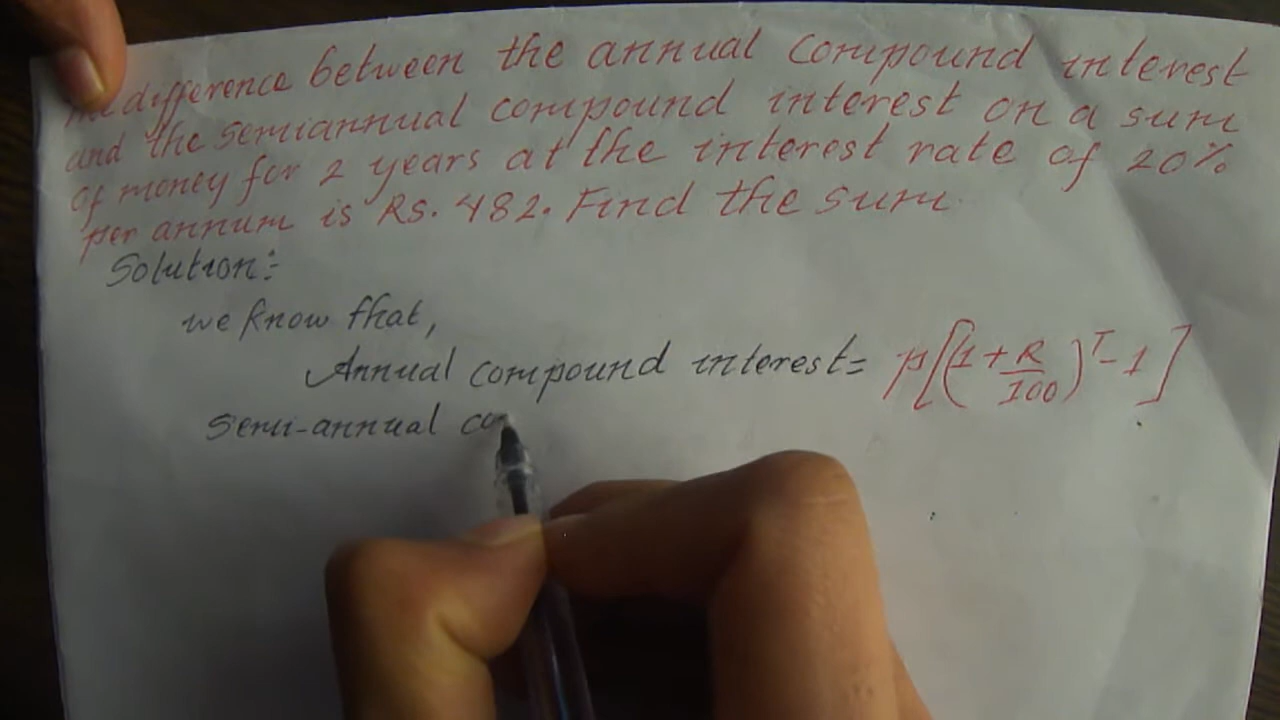 The difference between the annual compound interest
and the semiannual compound interest on a sum
of money for 2 years at the interest rate of 20%
per annum is Rs. 482. Find the sum
Solution:-
we know that,
Annual compound interest = P[(1+R/100)^T-1]
semi-annual co